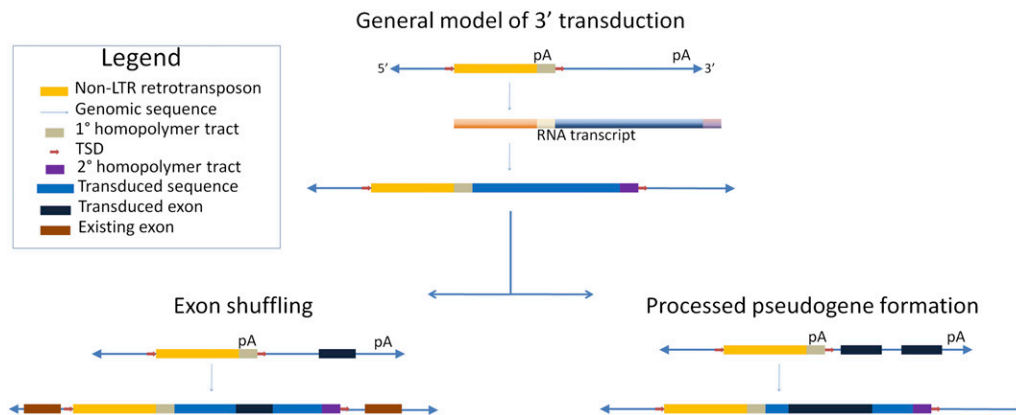 General model of 3’ transduction
Legend
Non-LTR retrotransposon
Genomic sequence
1° homopolymer tract
TSD
2° homopolymer tract
Transduced sequence
Transduced exon
Existing exon
5’
pA
pA
3’
RNA transcript
Exon shuffling
pA
pA
Processed pseudogene formation
pA
pA